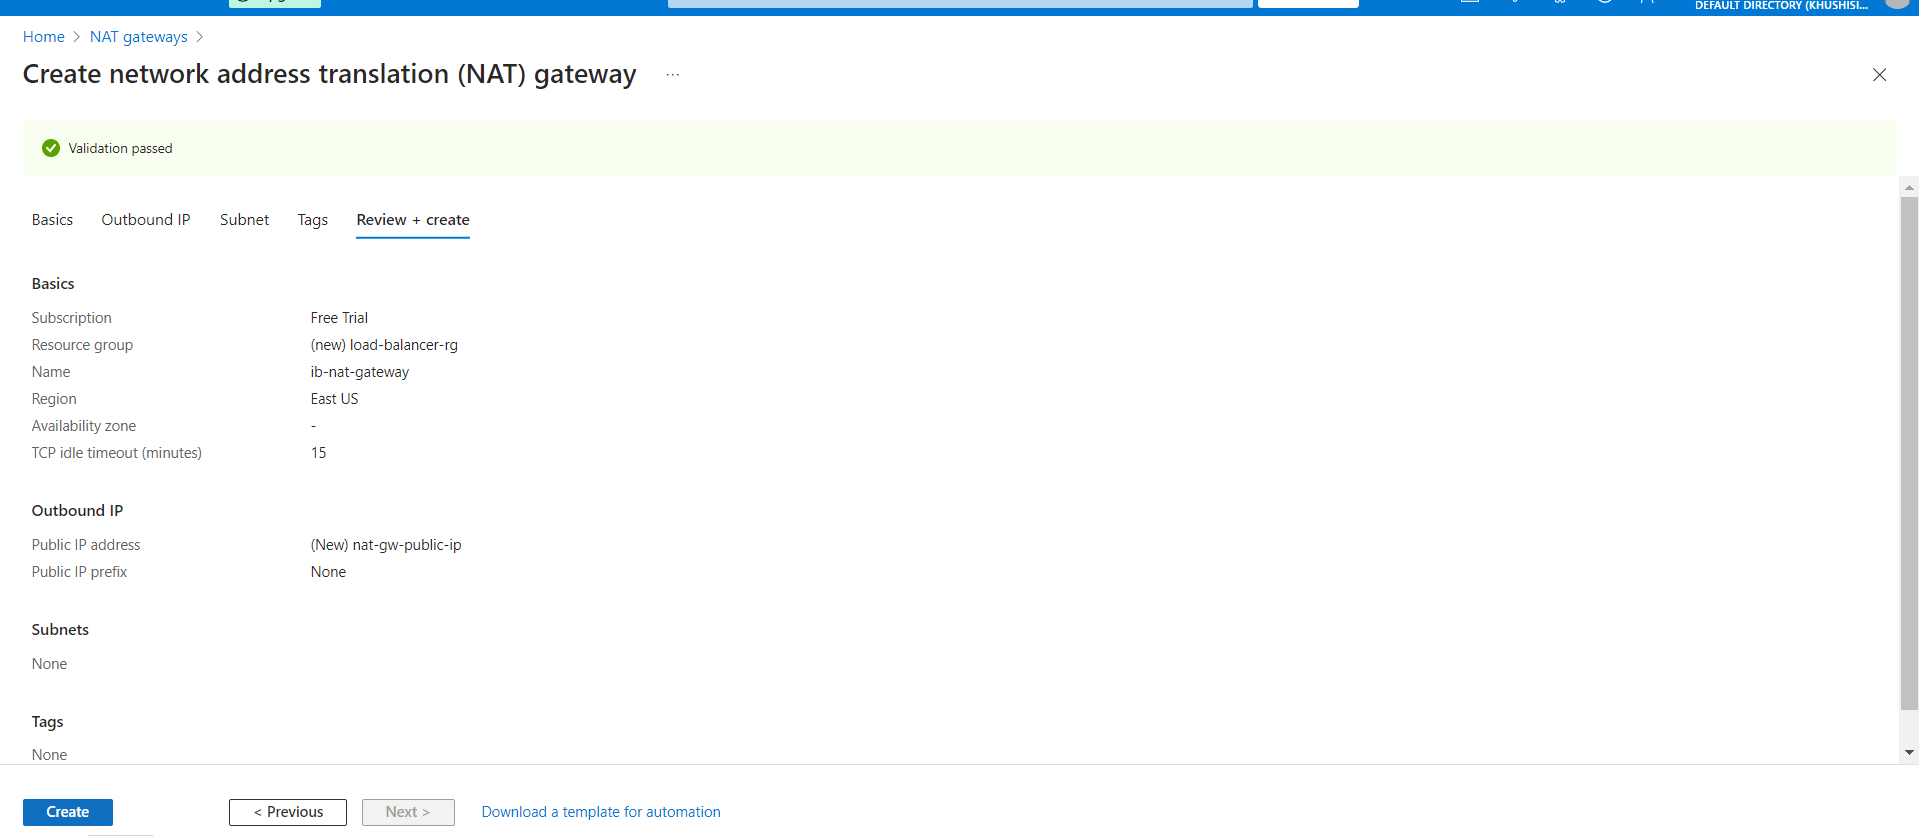 DEFAULT DIRECTORY (KHUSHISI...
Home > NAT gateways >
Create network address translation (NAT) gateway ...
Validation passed
Basics Outbound IP Subnet Tags Review + create
Basics
Subscription Free Trial
Resource group (new) load-balancer-rg
Name ib-nat-gateway
Region East US
Availability zone -
TCP idle timeout (minutes) 15
Outbound IP
Public IP address (New) nat-gw-public-ip
Public IP prefix None
Subnets
None
Tags
None
Create < Previous Next > Download a template for automation